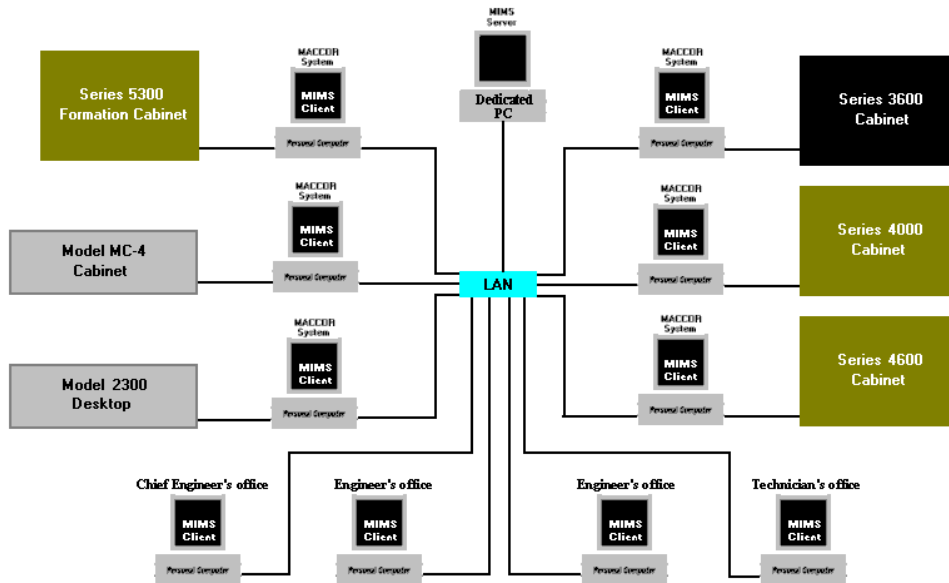 MIMS
Server
Dedicated
PC
Series 5300
Formation Cabinet
MACCOR
System
MIMS
Client
Personal Computer
MACCOR
System
MIMS
Client
Personal Computer
Series 3600
Cabinet
Model MC-4
Cabinet
MACCOR
System
MIMS
Client
Personal Computer
MACCOR
System
MIMS
Client
Personal Computer
Series 4000
Cabinet
LAN
Model 2300
Desktop
MACCOR
System
MIMS
Client
Personal Computer
MACCOR
System
MIMS
Client
Personal Computer
Series 4600
Cabinet
Chief Engineer's office
MIMS
Client
Personal Computer
Engineer's office
MIMS
Client
Personal Computer
Engineer's office
MIMS
Client
Personal Computer
Technician's office
MIMS
Client
Personal Computer